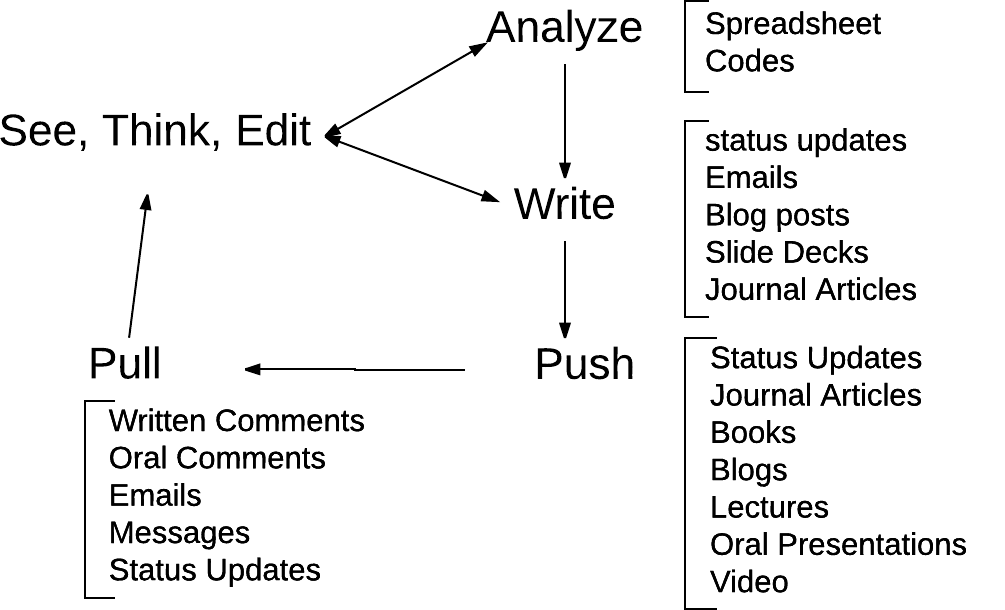 Analyze
Spreadsheet
Codes
See, Think, Edit
status updates
Emails
Blog posts
Slide Decks
Journal Articles
Write
Push
Status Updates
Journal Articles
Books
Blogs
Lectures
Oral Presentations
Video
Pull
Written Comments
Oral Comments
Emails
Messages
Status Updates